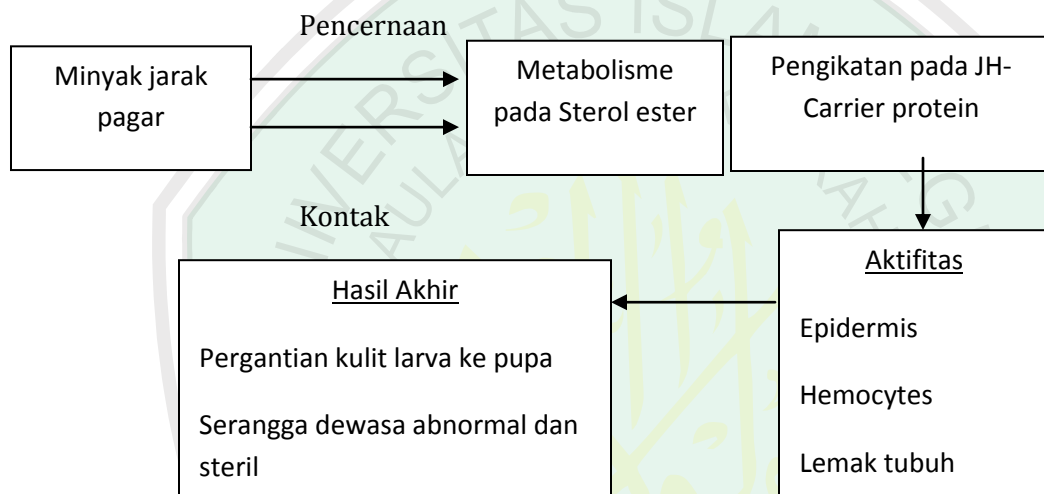 Pencernaan
Minyak jarak
pagar
Metabolisme
pada Sterol ester
Pengikatan pada JH-
Carrier protein
Kontak
Aktifitas
Epidermis
Hemocytes
Lemak tubuh
Hasil Akhir
Pergantian kulit larva ke pupa
Serangga dewasa abnormal dan
steril